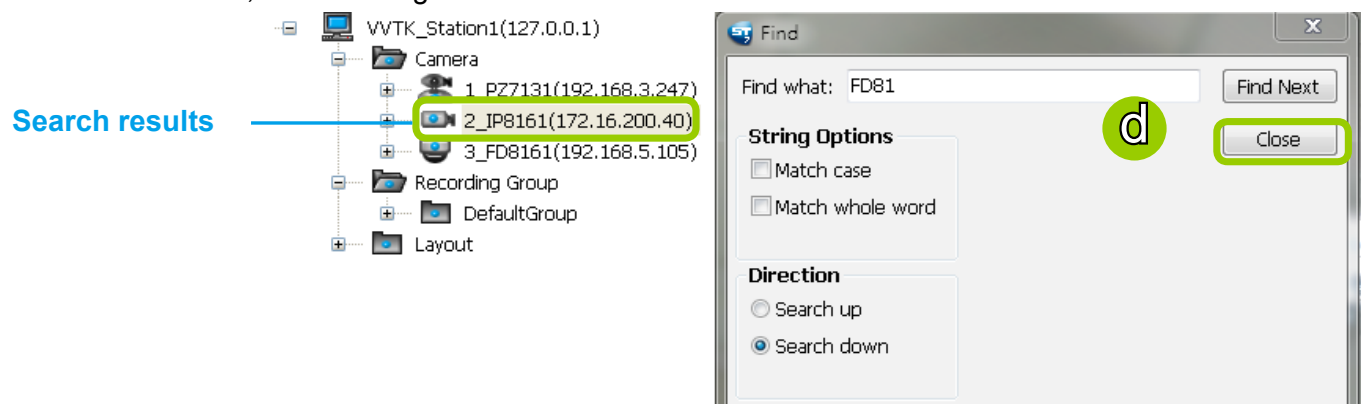 VVTK_Station1(127.0.0.1)
Camera
1_PZ7131(192.168.3.247)
2_IP8161(172.16.200.40)
3_FD8161(192.168.5.105)
Recording Group
DefaultGroup
Layout
Search results
Find
Find what: FD81
Find Next
d
Close
String Options
Match case
Match whole word
Direction
Search up
Search down